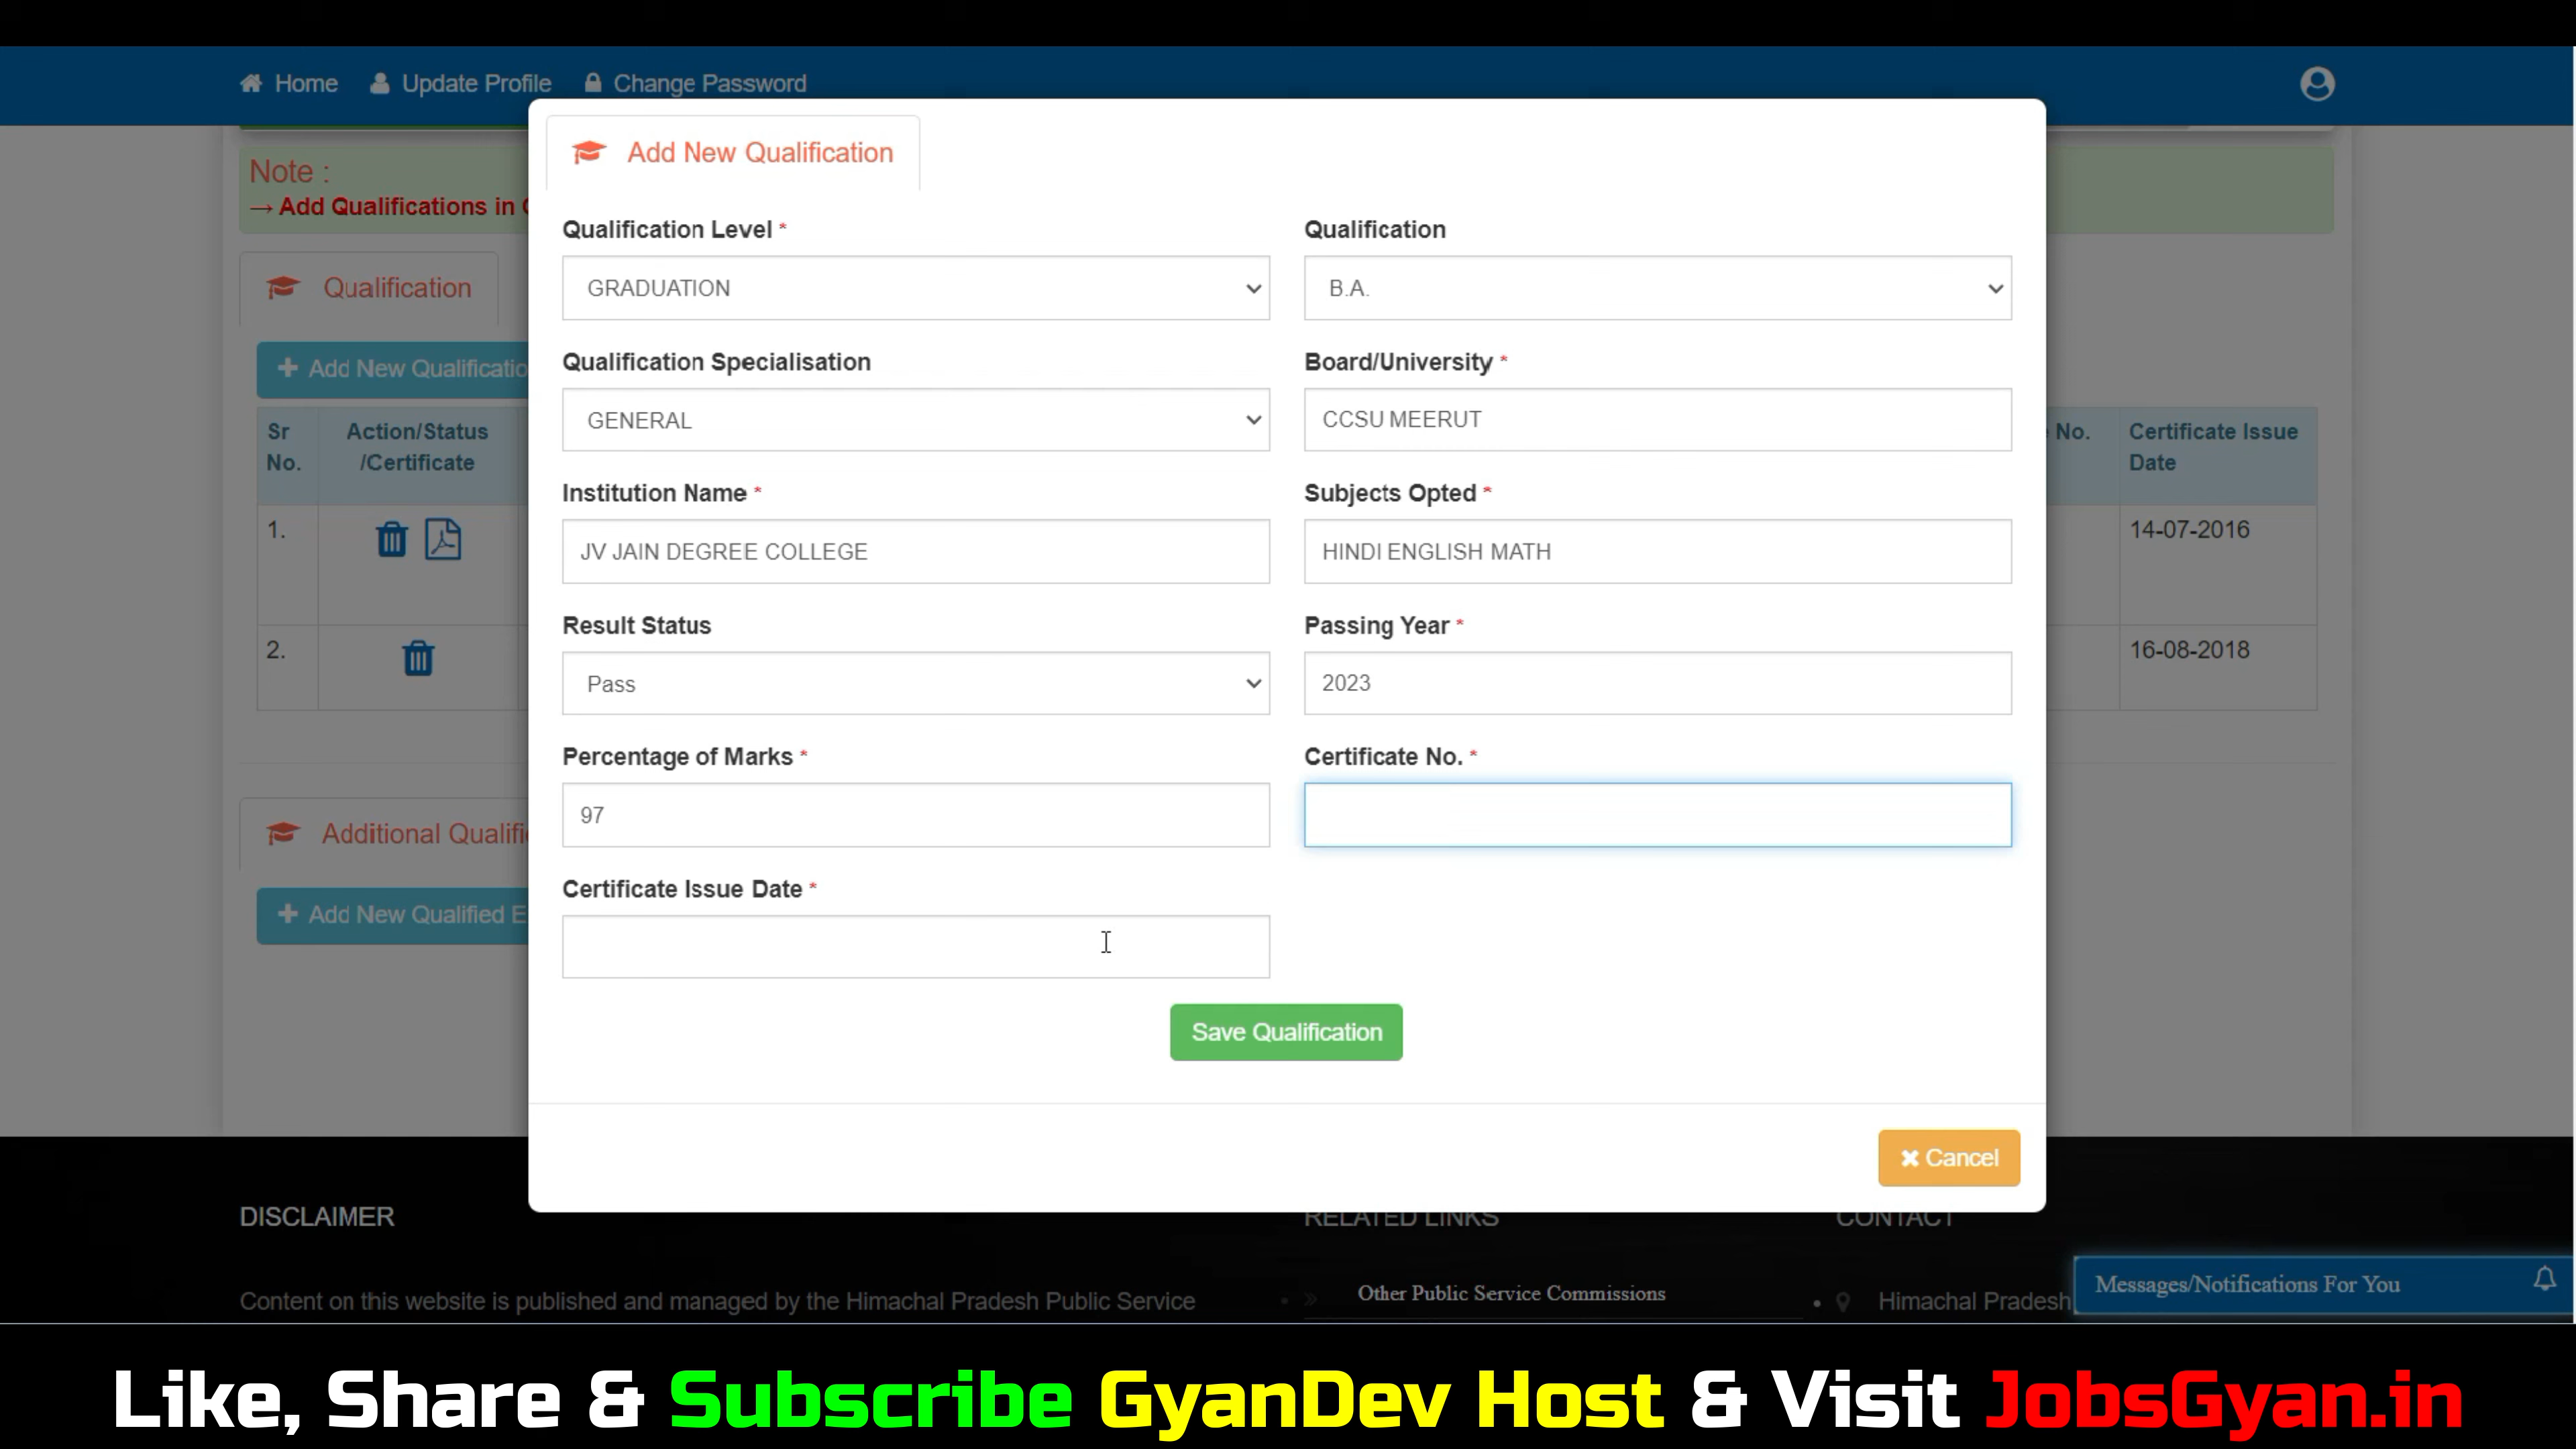 Home Update Profile Change Password
Note :
→ Add Qualifications in
Qualification
+ Add New Qualificatio
Sr No.
Action/Status /Certificate
No.
Certificate Issue Date
1.
14-07-2016
2.
16-08-2018
Additional Qualifi
+ Add New Qualified E
Add New Qualification
Qualification Level *
Qualification
GRADUATION
B.A.
Qualification Specialisation
Board/University *
GENERAL
CCSU MEERUT
Institution Name *
Subjects Opted *
JV JAIN DEGREE COLLEGE
HINDI ENGLISH MATH
Result Status
Passing Year *
Pass
2023
Percentage of Marks *
Certificate No. *
97
Certificate Issue Date *
Save Qualification
Cancel
DISCLAIMER
RELATED LINKS
CONTACT
Content on this website is published and managed by the Himachal Pradesh Public Service
Other Public Service Commissions
Himachal Pradesh
Messages/Notifications For You
Like, Share & Subscribe GyanDev Host & Visit JobsGyan.in